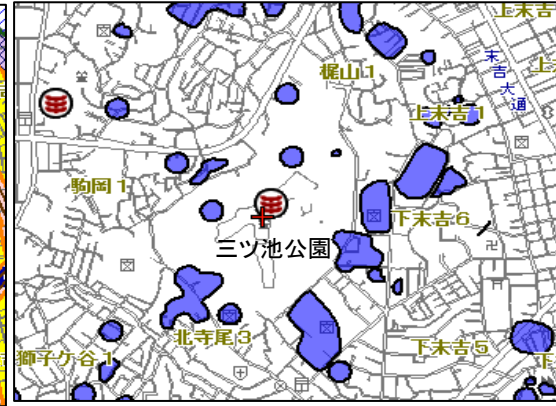 上末吉
梶山1
末吉大通
上
上末吉1
駒岡1
下末吉6
三ツ池公園
北寺尾3
獅子ケ谷1
下末吉5
下